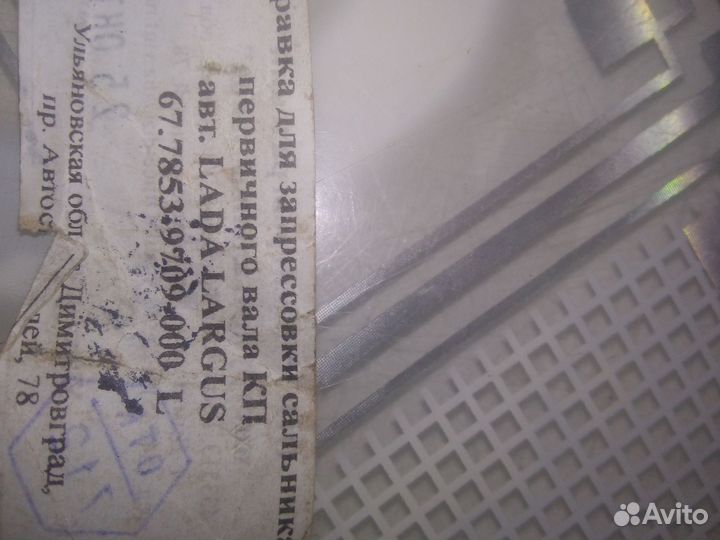 равка для запрессовки сальника
первичного вала КП
авт. LADA LARGUS
67.7853.9709.000 L
Ульяновская обл Димитровград,
пр. Автос лей, 78
Avito